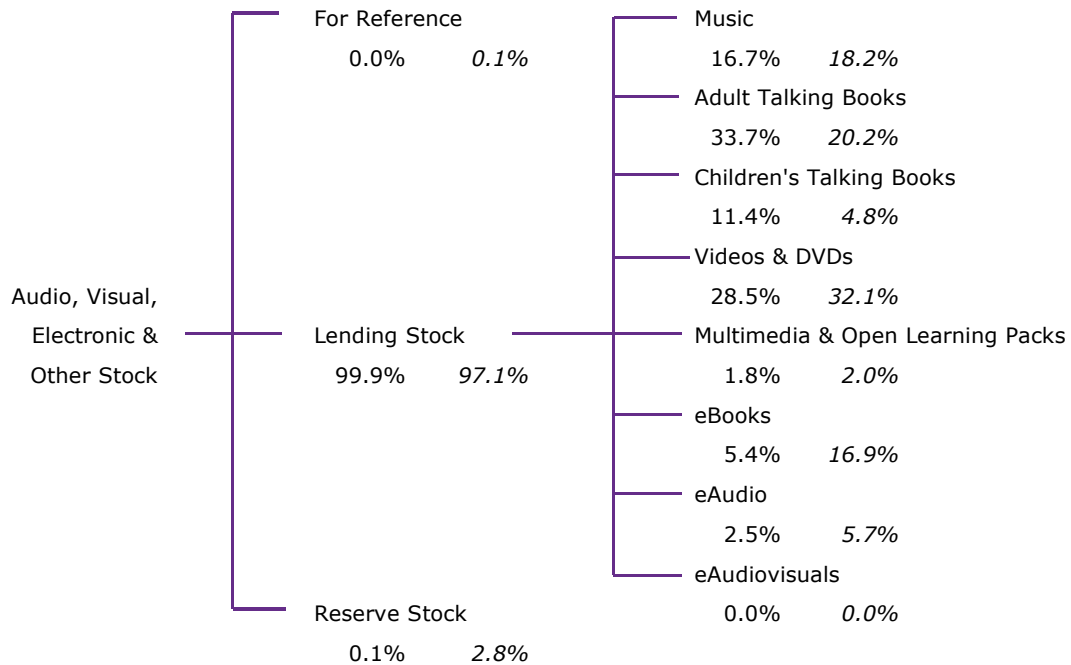 For Reference
0.0% 0.1%
Audio, Visual,
Electronic &
Other Stock
Lending Stock
99.9% 97.1%
Reserve Stock
0.1% 2.8%
Music
16.7% 18.2%
Adult Talking Books
33.7% 20.2%
Children's Talking Books
11.4% 4.8%
Videos & DVDs
28.5% 32.1%
Multimedia & Open Learning Packs
1.8% 2.0%
eBooks
5.4% 16.9%
eAudio
2.5% 5.7%
eAudiovisuals
0.0% 0.0%